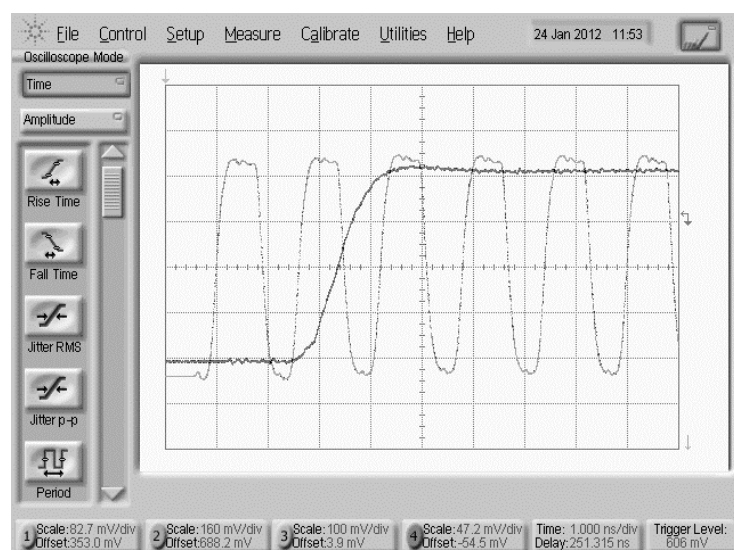 File Control Setup Measure Calibrate Utilities Help 24 Jan 2012 11:53
Oscilloscope Mode
Time
Amplitude
Rise Time
Fall Time
Jitter RMS
Jitter p-p
Period
1 Scale:82.7 mV/div 2 Scale:160 mV/div 3 Scale:100 mV/div 4 Scale:47.2 mV/div Time: 1.000 ns/div Trigger Level:
Offset:353.0 mV Offset:688.2 mV Offset:3.9 mV Offset:-54.5 mV Delay:251.315 ns 606 mV